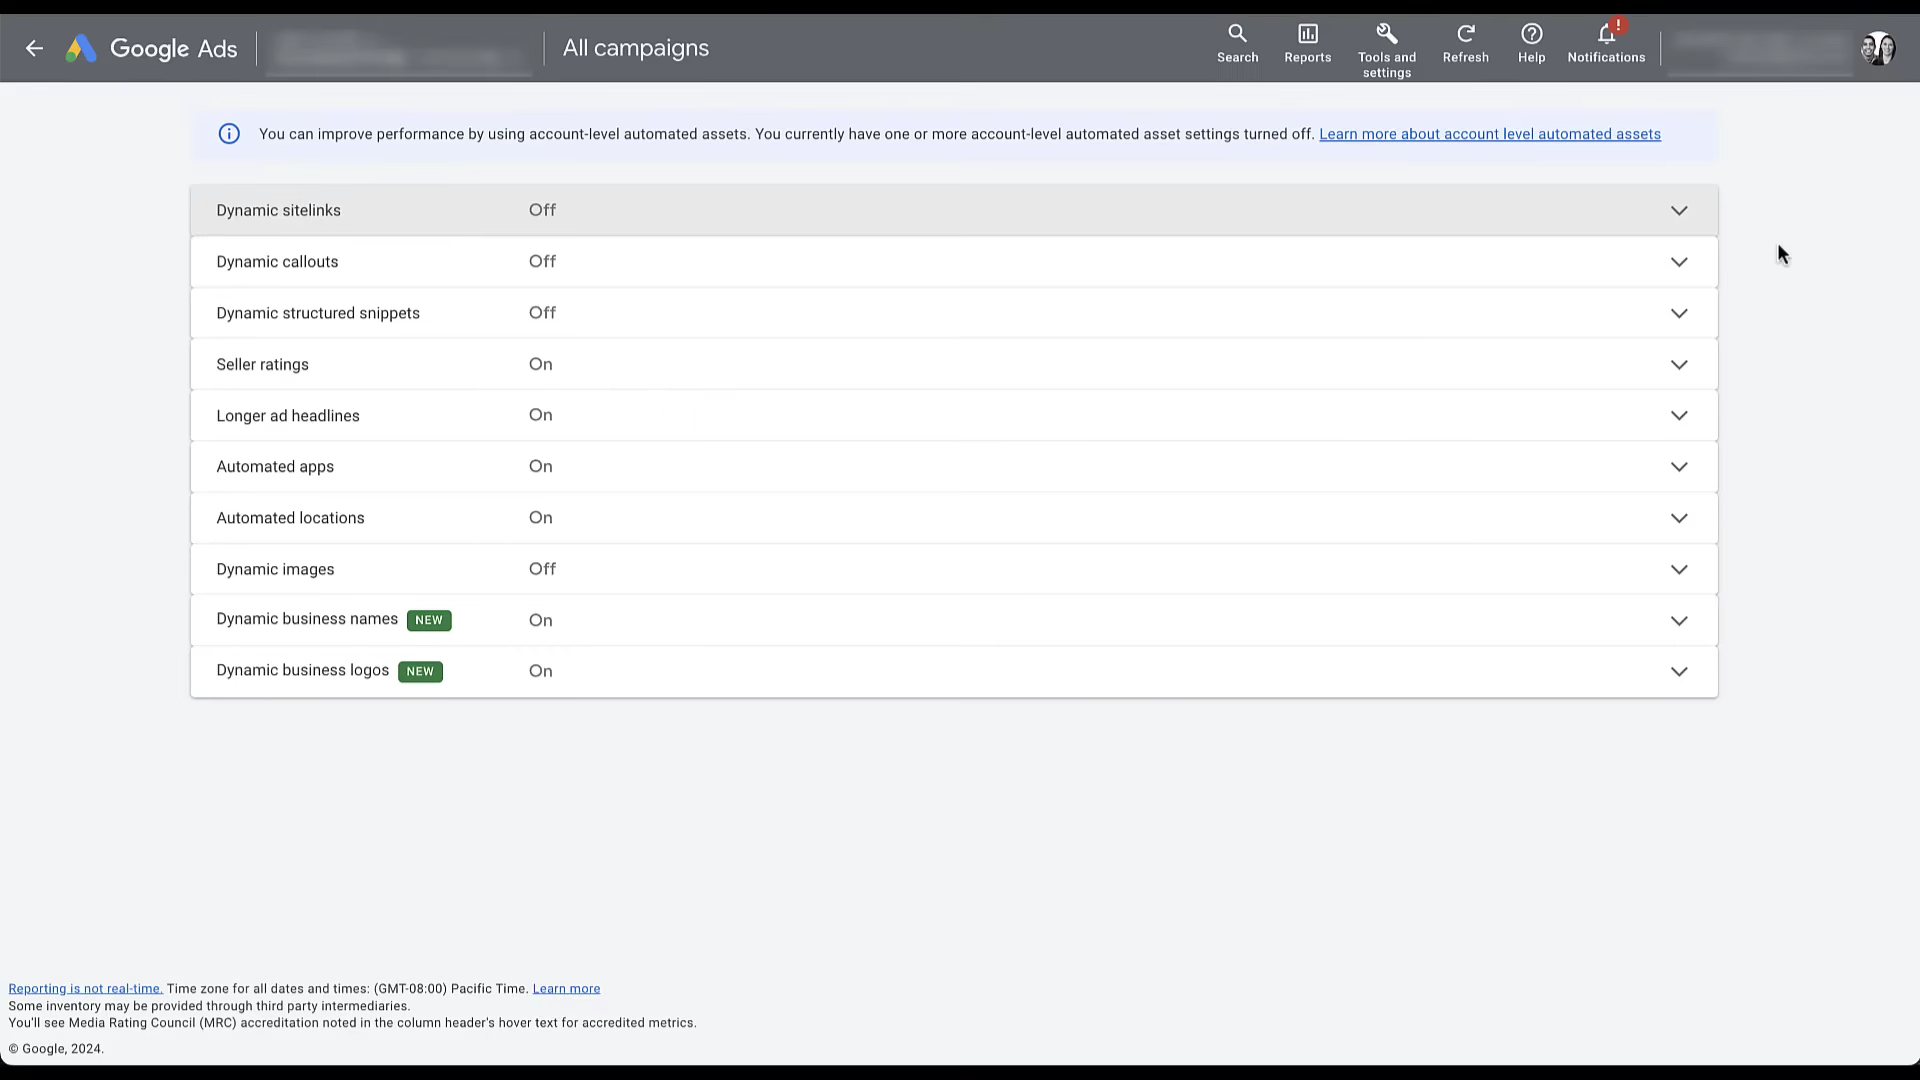 Google Ads
All campaigns
Search
Reports
Tools and
settings
Refresh
Help
Notifications
!
You can improve performance by using account-level automated assets. You currently have one or more account-level automated asset settings turned off. Learn more about account level automated assets
Dynamic sitelinks Off
Dynamic callouts Off
Dynamic structured snippets Off
Seller ratings On
Longer ad headlines On
Automated apps On
Automated locations On
Dynamic images Off
Dynamic business names NEW On
Dynamic business logos NEW On
Reporting is not real-time. Time zone for all dates and times: (GMT-08:00) Pacific Time. Learn more
Some inventory may be provided through third party intermediaries.
You'll see Media Rating Council (MRC) accreditation noted in the column header's hover text for accredited metrics.
© Google, 2024.